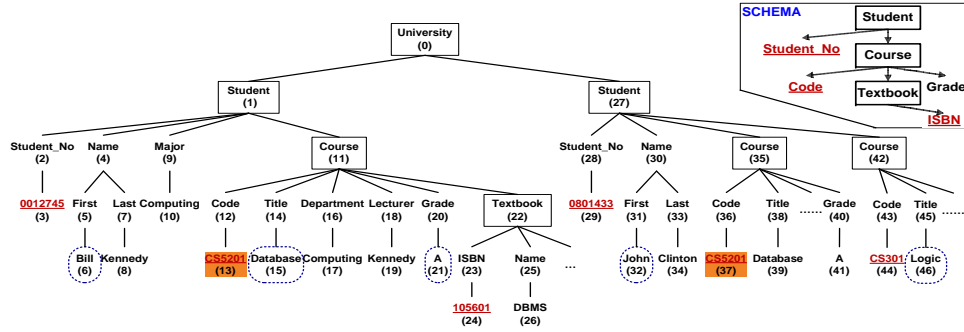 SCHEMA
Student
Student_No
Course
Code
Grade
Textbook
ISBN
University
(0)
Student
(1)
Student
(27)
Student_No
(2)
Name
(4)
Major
(9)
Course
(11)
Student_No
(28)
Name
(30)
Course
(35)
Course
(42)
0012745
(3)
First
(5)
Last
(7)
Computing
(10)
Code
(12)
Title
(14)
Department
(16)
Lecturer
(18)
Grade
(20)
Textbook
(22)
0801433
(29)
First
(31)
Last
(33)
Code
(36)
Title
(38)
......
Grade
(40)
Code
(43)
Title
(45)
......
Bill
(6)
Kennedy
(8)
CS5201
(13)
Database
(15)
Computing
(17)
Kennedy
(19)
A
(21)
ISBN
(23)
Name
(25)
...
John
(32)
Clinton
(34)
CS5201
(37)
Database
(39)
A
(41)
CS301
(44)
Logic
(46)
105601
(24)
DBMS
(26)